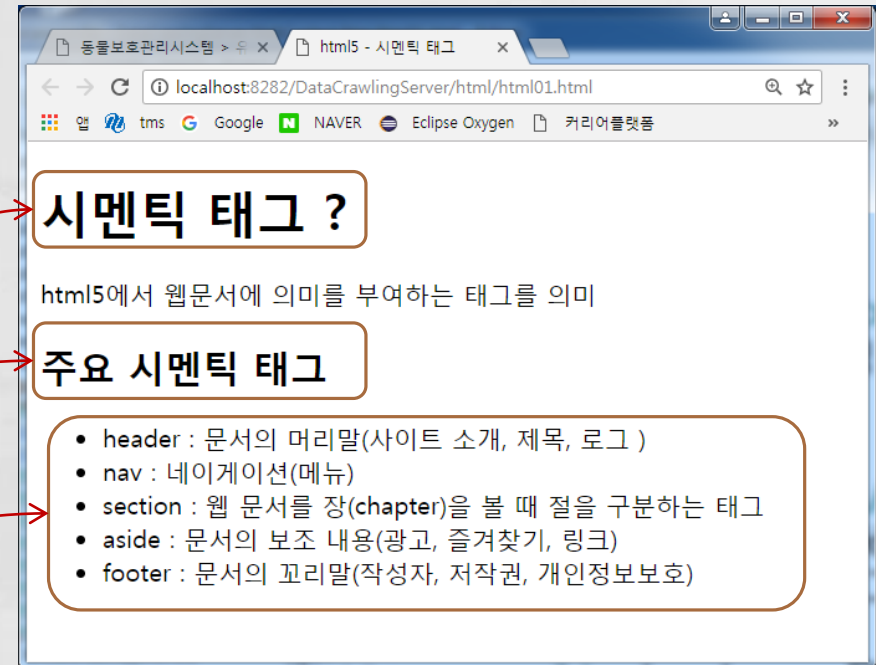 동물보호관리시스템 > 유
html5 - 시멘틱 태그
localhost:8282/DataCrawlingServer/html/html01.html
앱 tms Google NAVER Eclipse Oxygen 커리어플랫폼 »
시멘틱 태그 ?
html5에서 웹문서에 의미를 부여하는 태그를 의미
주요 시멘틱 태그
• header : 문서의 머리말(사이트 소개, 제목, 로그 )
• nav : 네이게이션(메뉴)
• section : 웹 문서를 장(chapter)을 볼 때 절을 구분하는 태그
• aside : 문서의 보조 내용(광고, 즐겨찾기, 링크)
• footer : 문서의 꼬리말(작성자, 저작권, 개인정보보호)